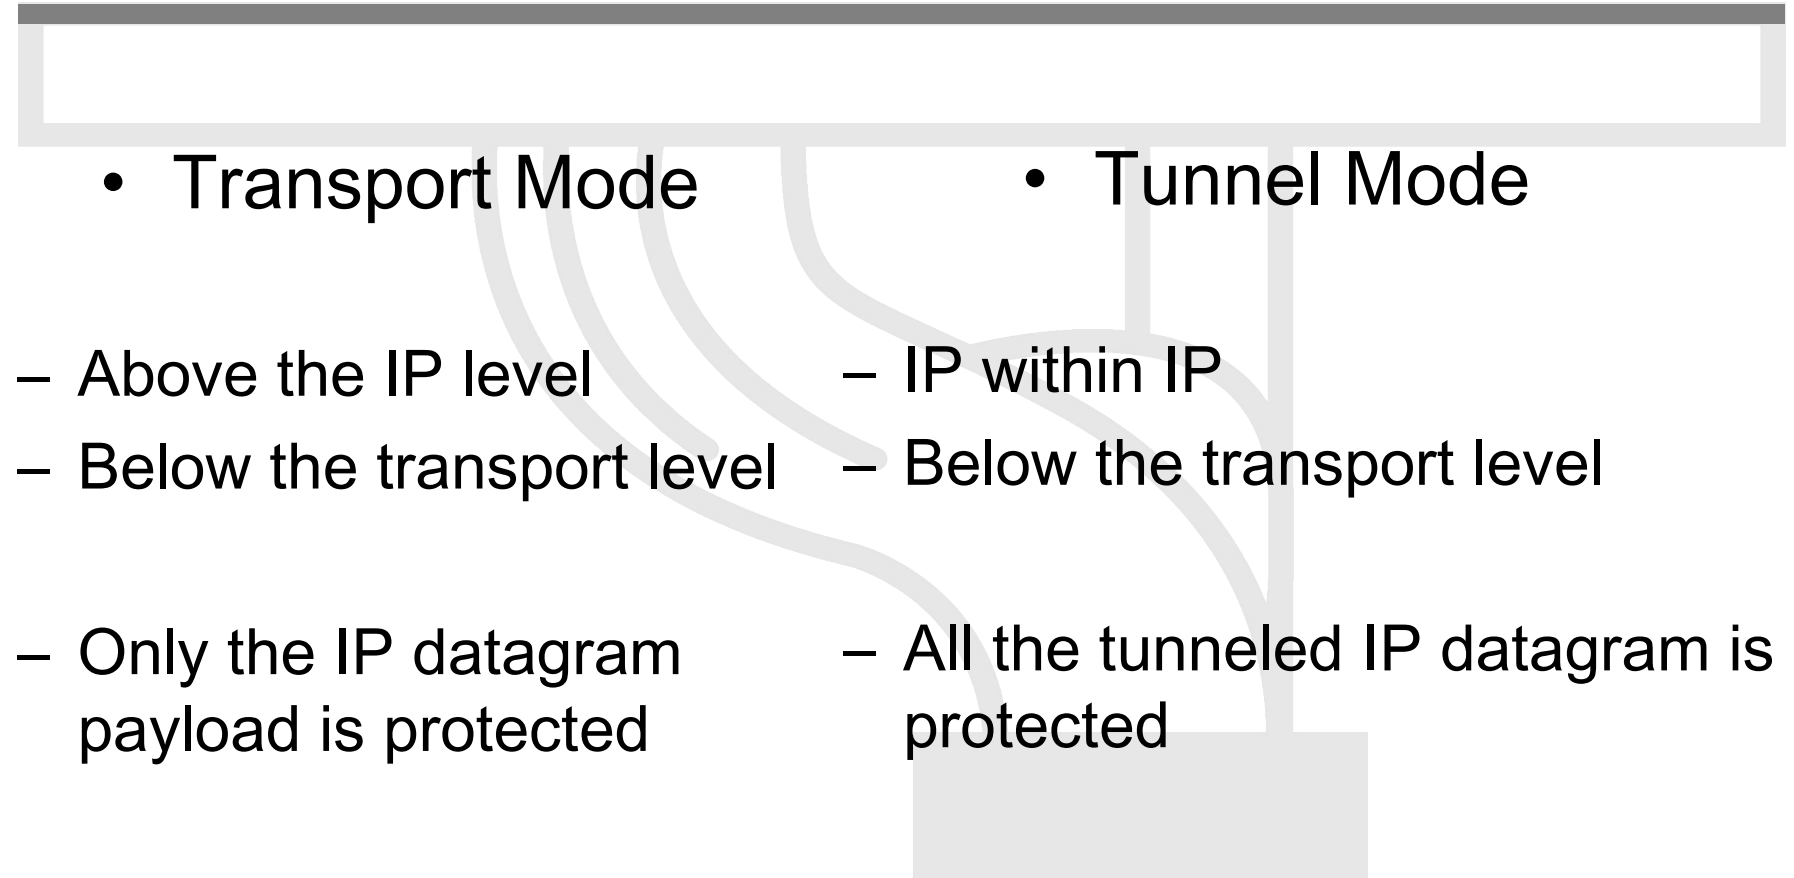 • Transport Mode
– Above the IP level
– Below the transport level
– Only the IP datagram
payload is protected
• Tunnel Mode
– IP within IP
– Below the transport level
– All the tunneled IP datagram is
protected